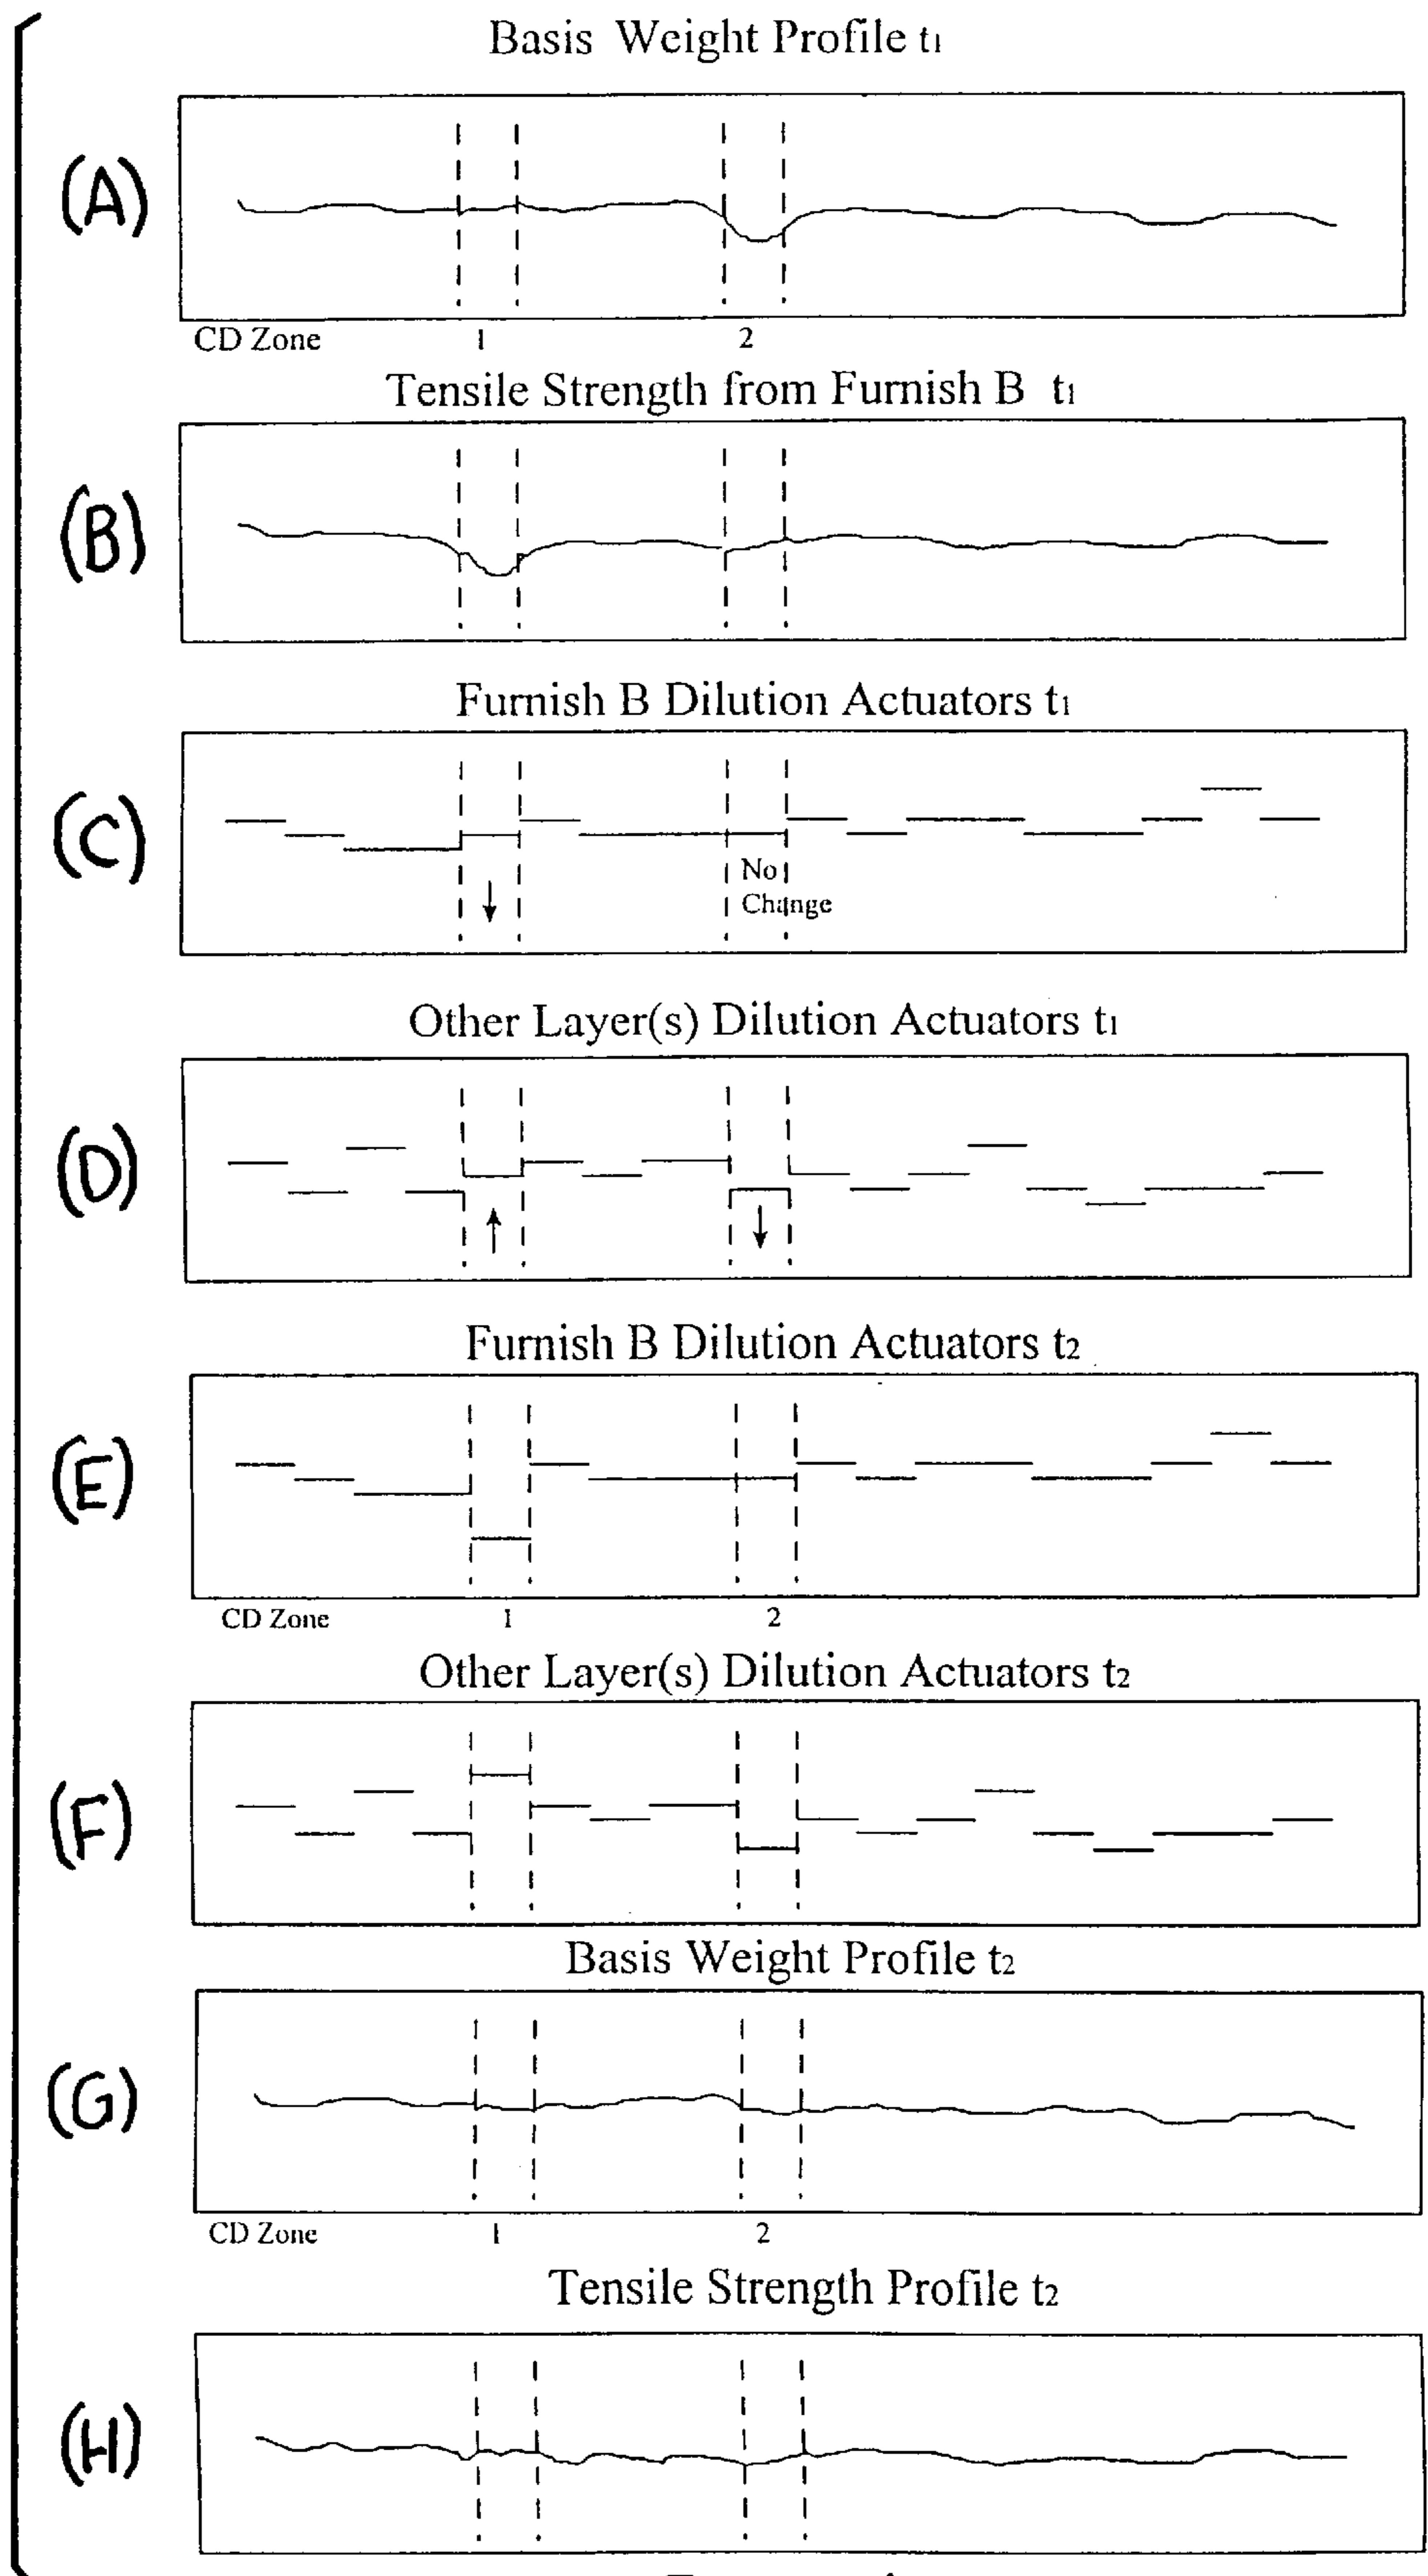 Basis Weight Profile t1
(A)
CD Zone 1 2
Tensile Strength from Furnish B t1
(B)
Furnish B Dilution Actuators t1
(C)
No
Change
Other Layer(s) Dilution Actuators t1
(D)
Furnish B Dilution Actuators t2
(E)
CD Zone 1 2
Other Layer(s) Dilution Actuators t2
(F)
Basis Weight Profile t2
(G)
CD Zone 1 2
Tensile Strength Profile t2
(H)